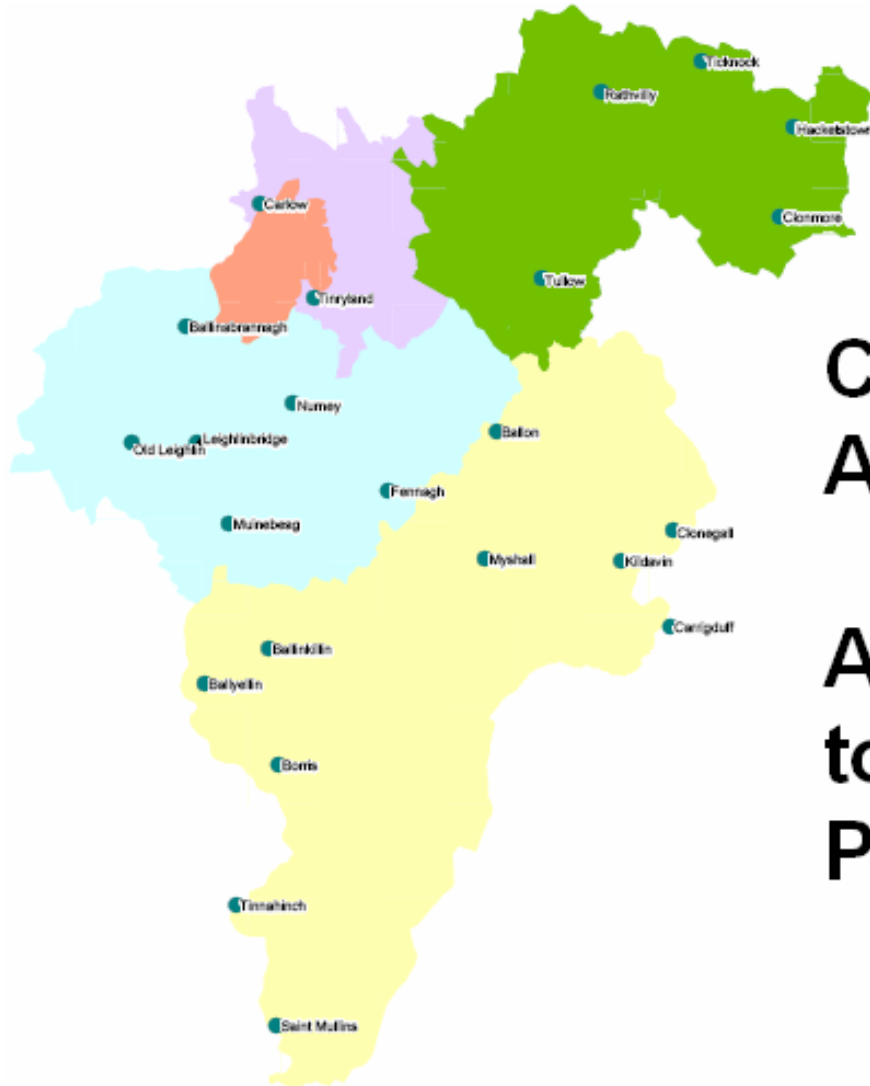 Ticknock
Rathvilly
Hacketstown
Carlow
Clonmore
Tullow
Tinryland
Ballinabrannagh
Nurney
Ballon
Old Leighlin
Leighlinbridge
Fennagh
Muinebeag
Clonegall
Myshall
Kildavin
Carrigduff
Ballinkillin
Ballyellin
Borris
Tinnahinch
Saint Mullins
C
A
A
to
P